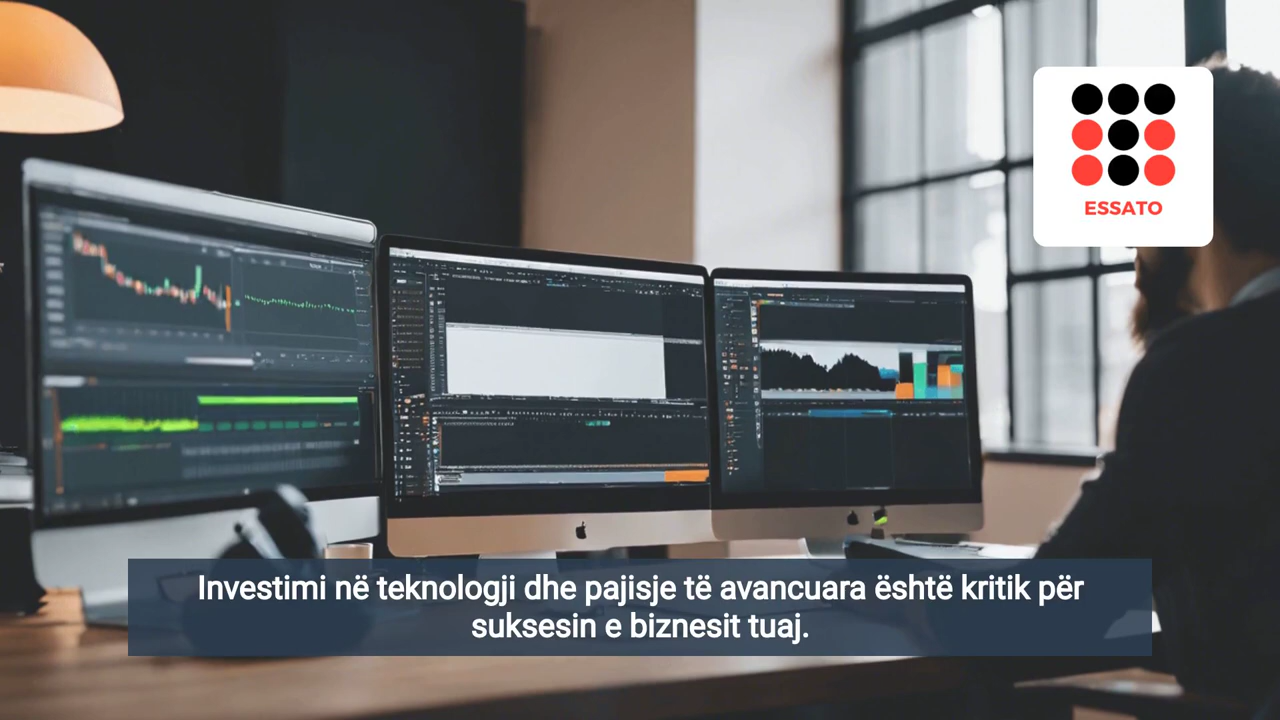 ESSATO
Investimi në teknologji dhe pajisje të avancuara është kritik për
suksesin e biznesit tuaj.